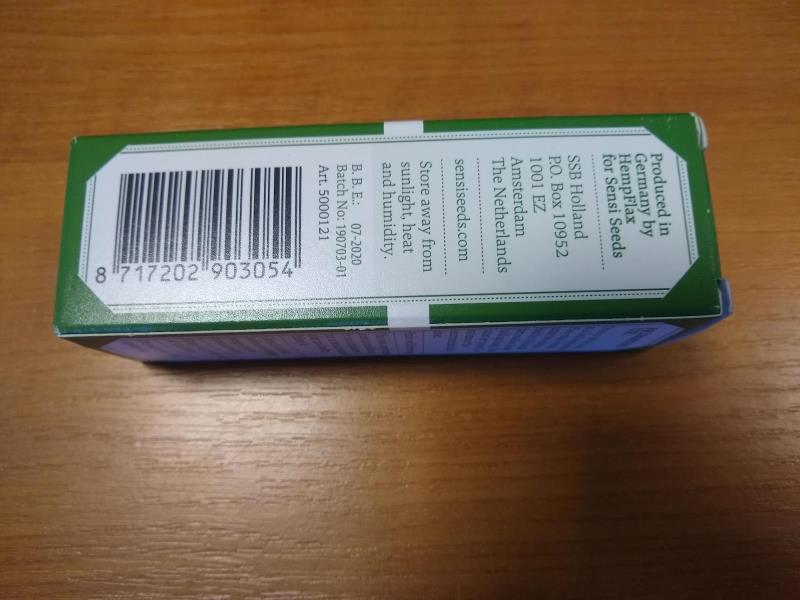 Produced in
Germany by
HempFlax
for Sensi Seeds
SSB Holland
P.O. Box 10952
1001 EZ
Amsterdam
The Netherlands
sensiseeds.com
Store away from
sunlight, heat
and humidity.
B. B. E.: 07-2020
Batch No: 190703-01
Art. 5000121
8 717202 903054